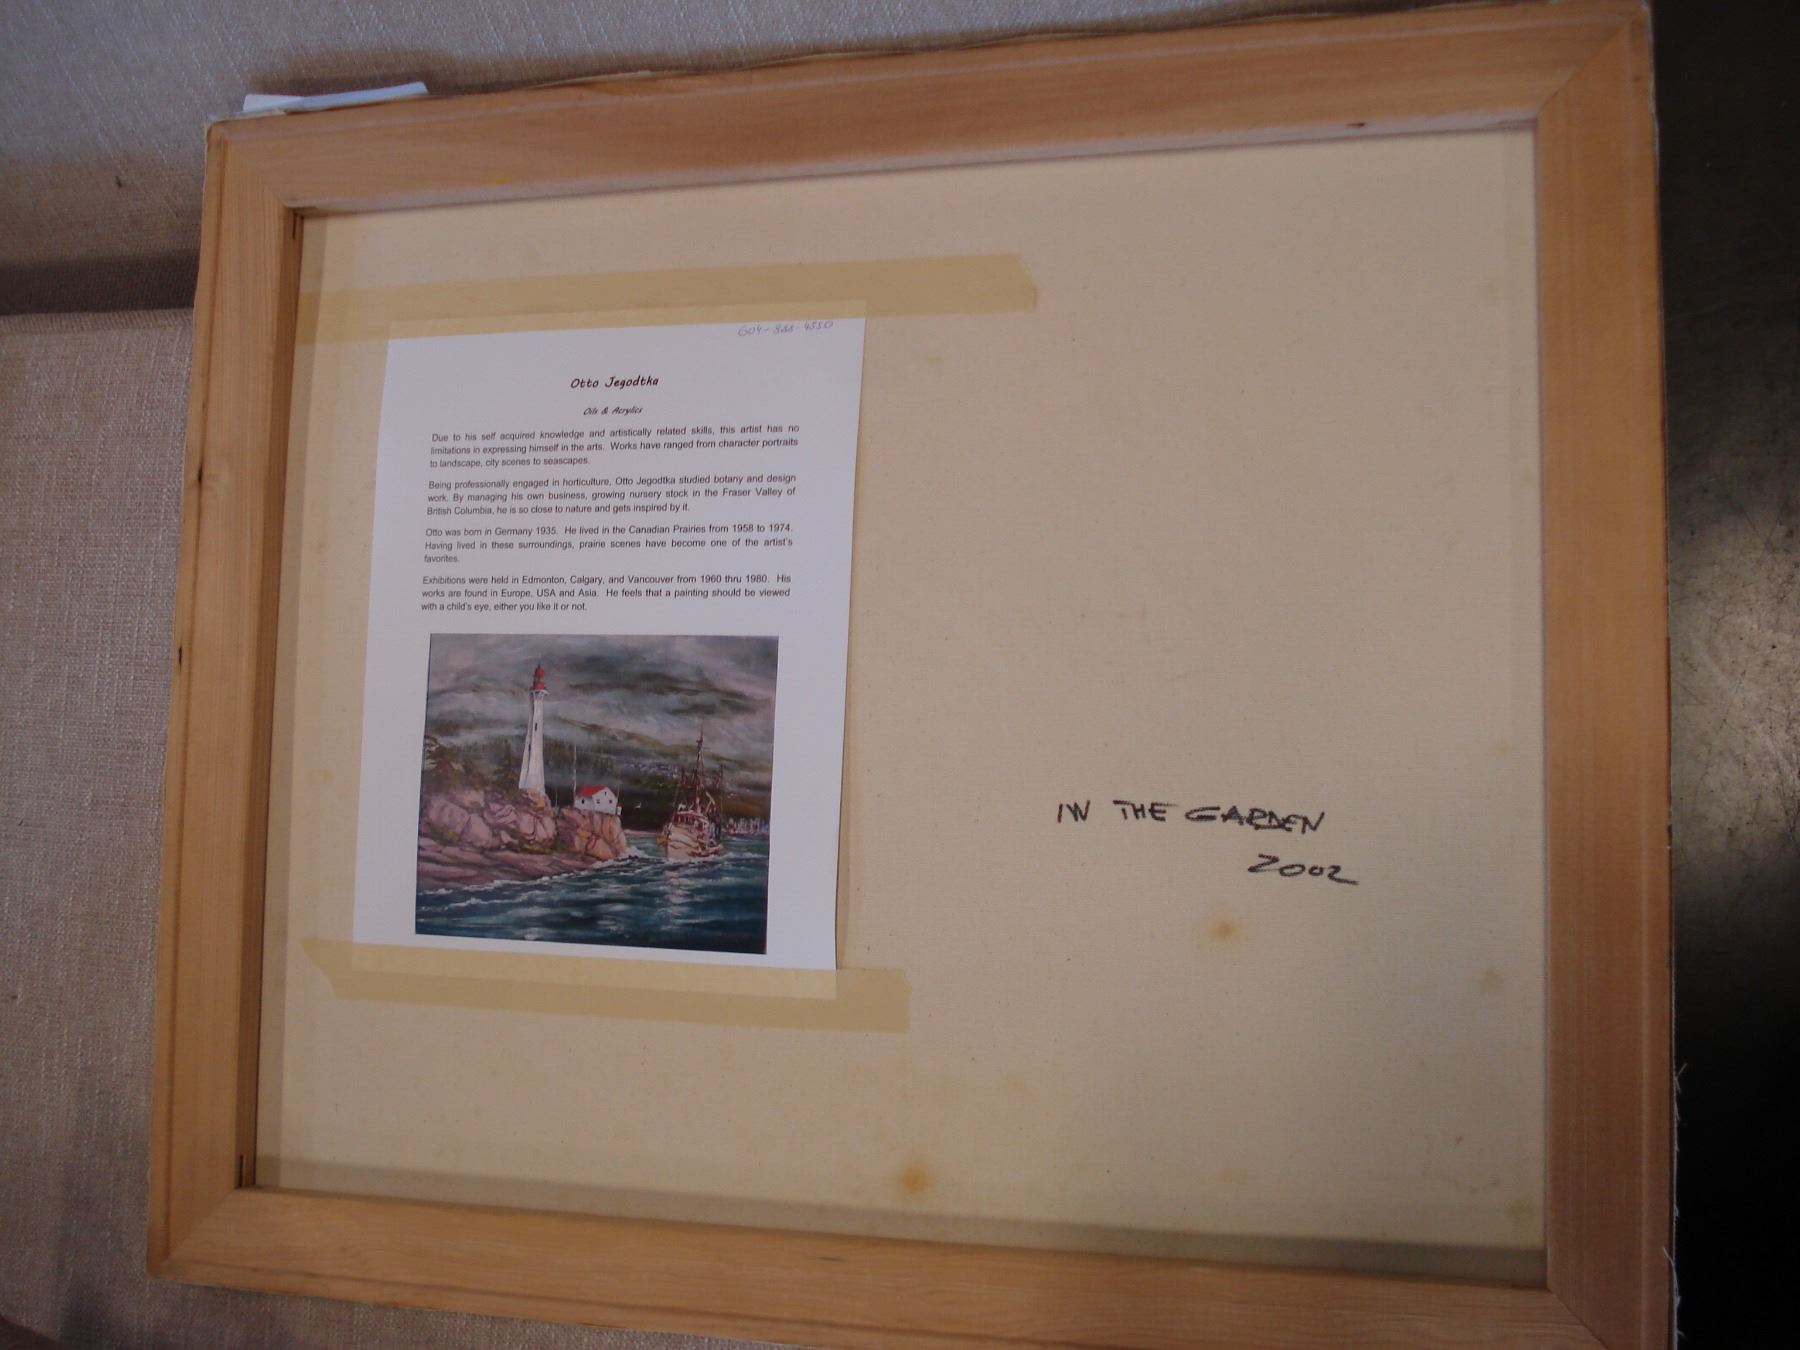 604-888-4550
Otto Jegodtka
Oils & Acrylics
Due to his self acquired knowledge and artistically related skills, this artist has no
limitations in expressing himself in the arts. Works have ranged from character portraits
to landscape, city scenes to seascapes.
Being professionally engaged in horticulture, Otto Jegodtka studied botany and design
work. By managing his own business, growing nursery stock in the Fraser Valley of
British Columbia, he is so close to nature and gets inspired by it.
Otto was born in Germany 1935. He lived in the Canadian Prairies from 1958 to 1974.
Having lived in these surroundings, prairie scenes have become one of the artist's
favorites.
Exhibitions were held in Edmonton, Calgary, and Vancouver from 1960 thru 1980. His
works are found in Europe, USA and Asia. He feels that a painting should be viewed
with a child's eye, either you like it or not.
IN THE GARDEN
2002